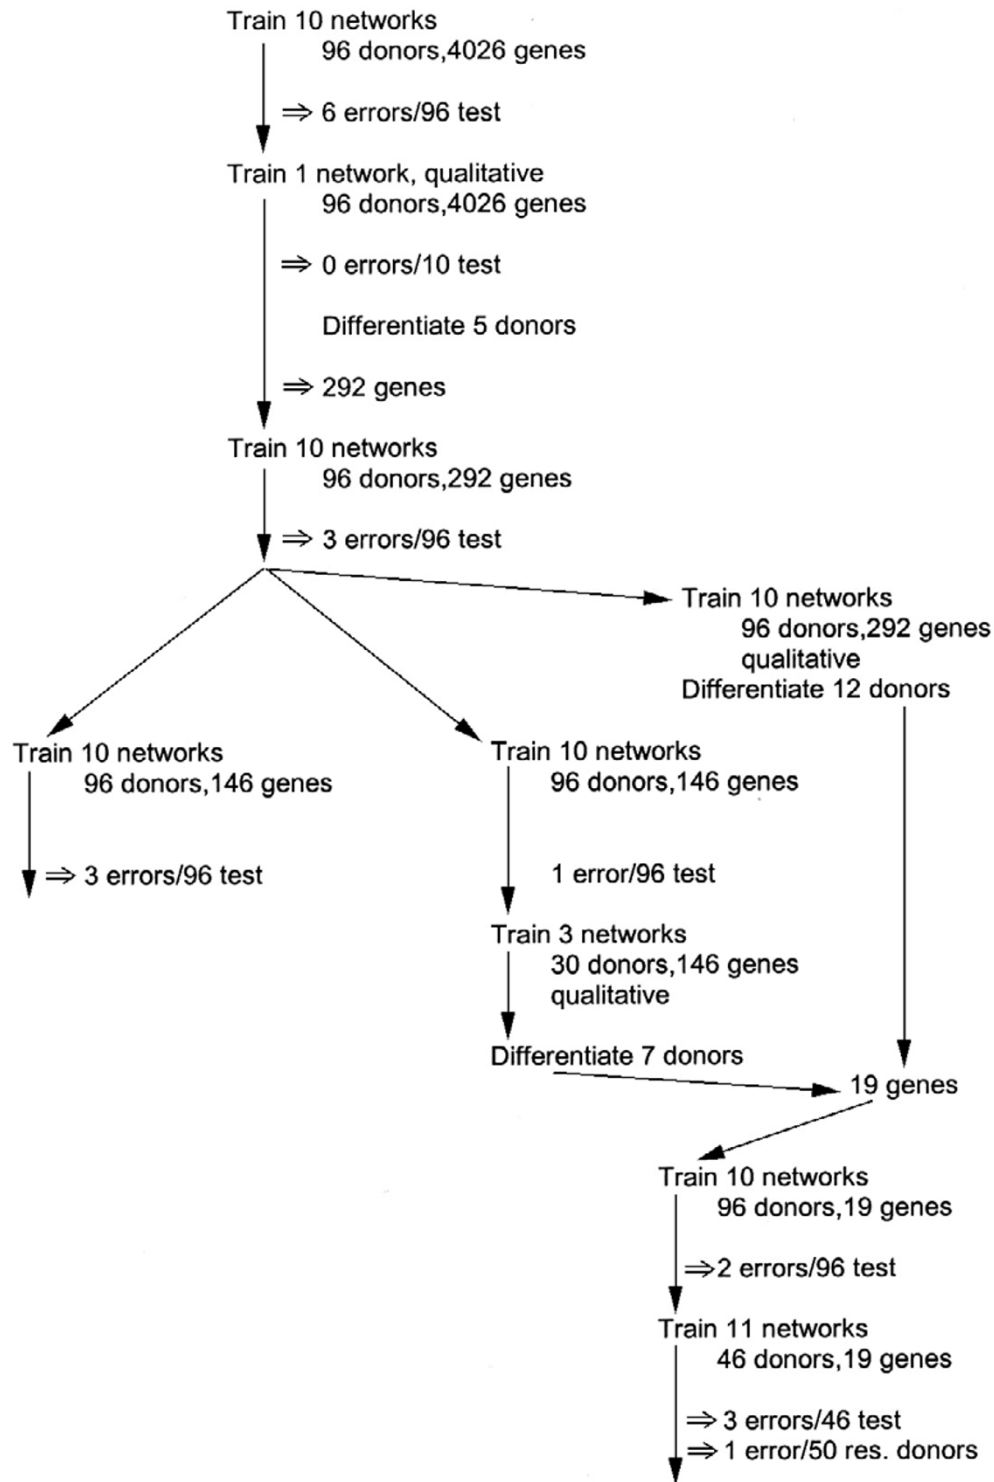 Train 10 networks
96 donors,4026 genes
⇒ 6 errors/96 test
Train 1 network, qualitative
96 donors,4026 genes
⇒ 0 errors/10 test
Differentiate 5 donors
⇒ 292 genes
Train 10 networks
96 donors,292 genes
⇒ 3 errors/96 test
Train 10 networks
96 donors,292 genes
qualitative
Differentiate 12 donors
Train 10 networks
96 donors,146 genes
⇒ 3 errors/96 test
Train 10 networks
96 donors,146 genes
1 error/96 test
Train 3 networks
30 donors,146 genes
qualitative
Differentiate 7 donors
19 genes
Train 10 networks
96 donors,19 genes
⇒2 errors/96 test
Train 11 networks
46 donors,19 genes
⇒ 3 errors/46 test
⇒ 1 error/50 res. donors